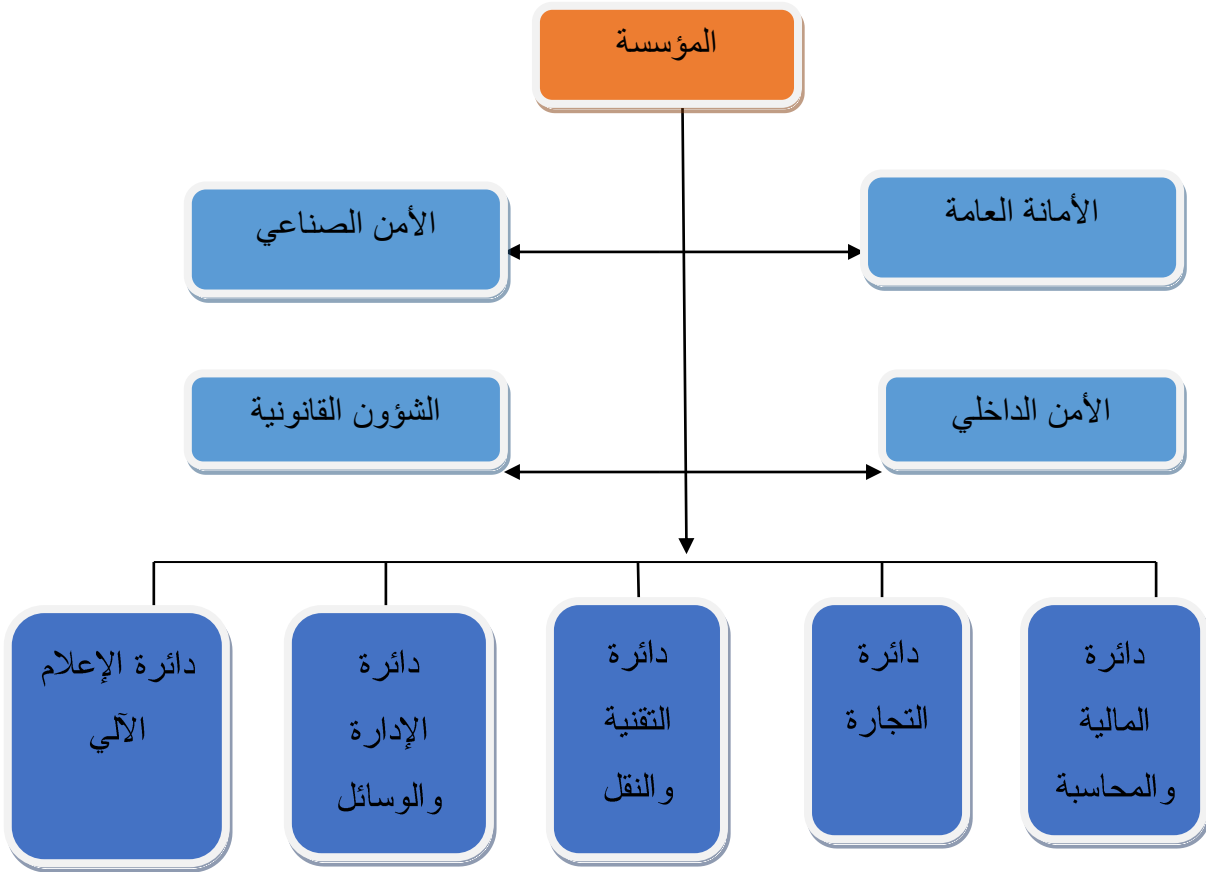 المؤسسة
الأمانة العامة
الأمن الصناعي
الأمن الداخلي
الشؤون القانونية
دائرة
المالية
والمحاسبة
دائرة
التجارة
دائرة
التقنية
والنقل
دائرة
الإدارة
والوسائل
دائرة الإعلام
الآلي